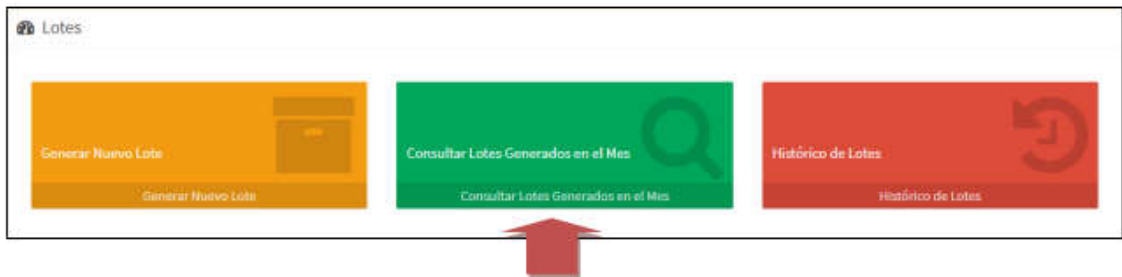 Lotes
Generar Nuevo Lote
Consultar Lotes Generados en el Mes
Histórico de Lotes
Generar Nuevo Lote
Consultar Lotes Generados en el Mes
Histórico de Lotes